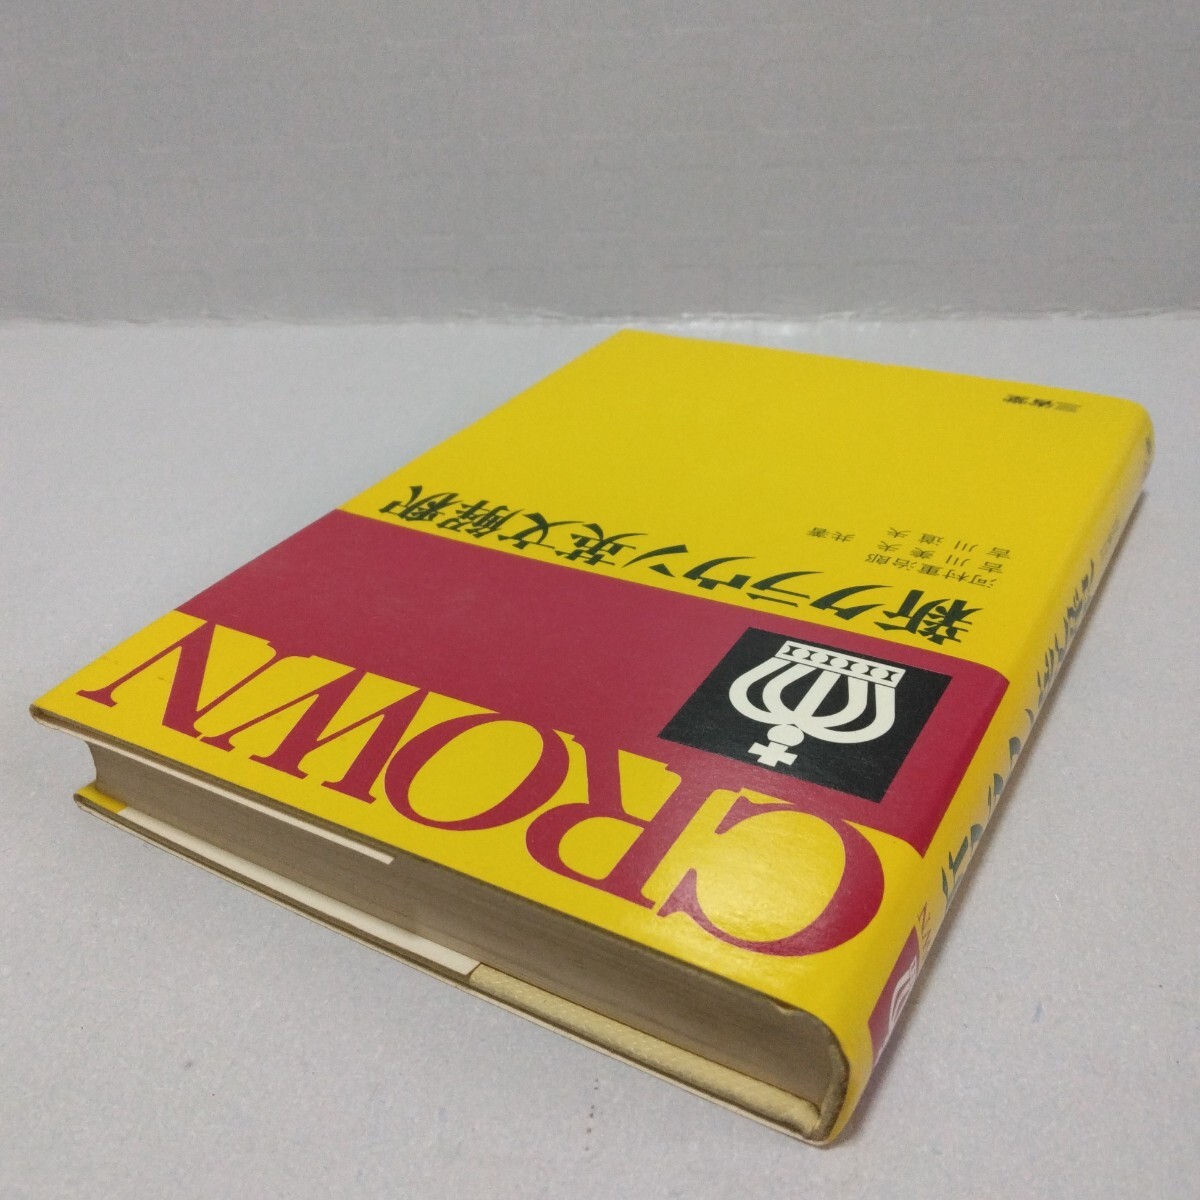 CROWN
新クラウン英文解釈
河村重治郎
吉川美夫 共著
吉川道夫
三省堂